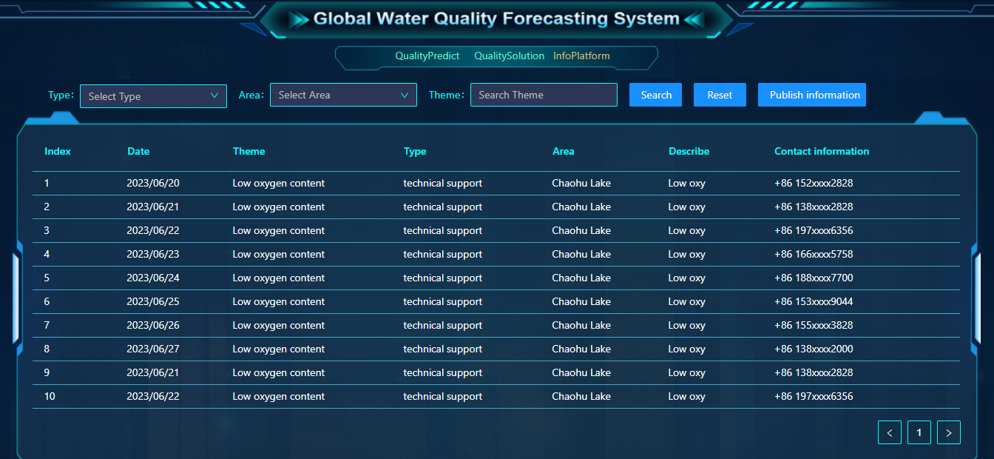 Global Water Quality Forecasting System
QualityPredict QualitySolution InfoPlatform
Type: Select Type Area: Select Area Theme: Search Theme Search Reset Publish information
Index Date Theme Type Area Describe Contact information
1 2023/06/20 Low oxygen content technical support Chaohu Lake Low oxy +86 152xxxx2828
2 2023/06/21 Low oxygen content technical support Chaohu Lake Low oxy +86 138xxxx2828
3 2023/06/22 Low oxygen content technical support Chaohu Lake Low oxy +86 197xxxx6356
4 2023/06/23 Low oxygen content technical support Chaohu Lake Low oxy +86 166xxxx5758
5 2023/06/24 Low oxygen content technical support Chaohu Lake Low oxy +86 188xxxx7700
6 2023/06/25 Low oxygen content technical support Chaohu Lake Low oxy +86 153xxxx9044
7 2023/06/26 Low oxygen content technical support Chaohu Lake Low oxy +86 155xxxx3828
8 2023/06/27 Low oxygen content technical support Chaohu Lake Low oxy +86 138xxxx2000
9 2023/06/21 Low oxygen content technical support Chaohu Lake Low oxy +86 138xxxx2828
10 2023/06/22 Low oxygen content technical support Chaohu Lake Low oxy +86 197xxxx6356
< 1 >